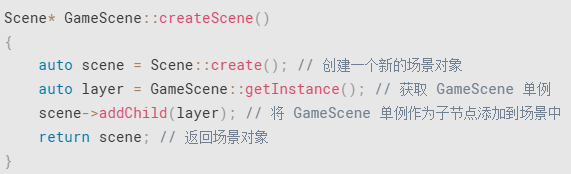 Scene* GameScene::createScene()
{
    auto scene = Scene::create(); // 创建一个新的场景对象
    auto layer = GameScene::getInstance(); // 获取 GameScene 单例
    scene->addChild(layer); // 将 GameScene 单例作为子节点添加到场景中
    return scene; // 返回场景对象
}